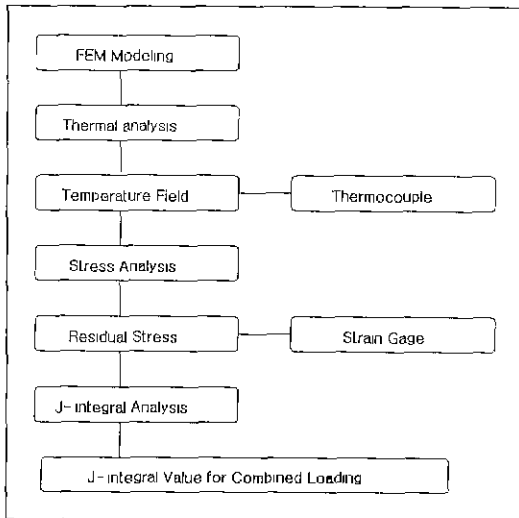 FEM Modeling
Thermal analysis
Temperature Field
Thermocouple
Stress Analysis
Residual Stress
Strain Gage
J-integral Analysis
J-integral Value for Combined Loading